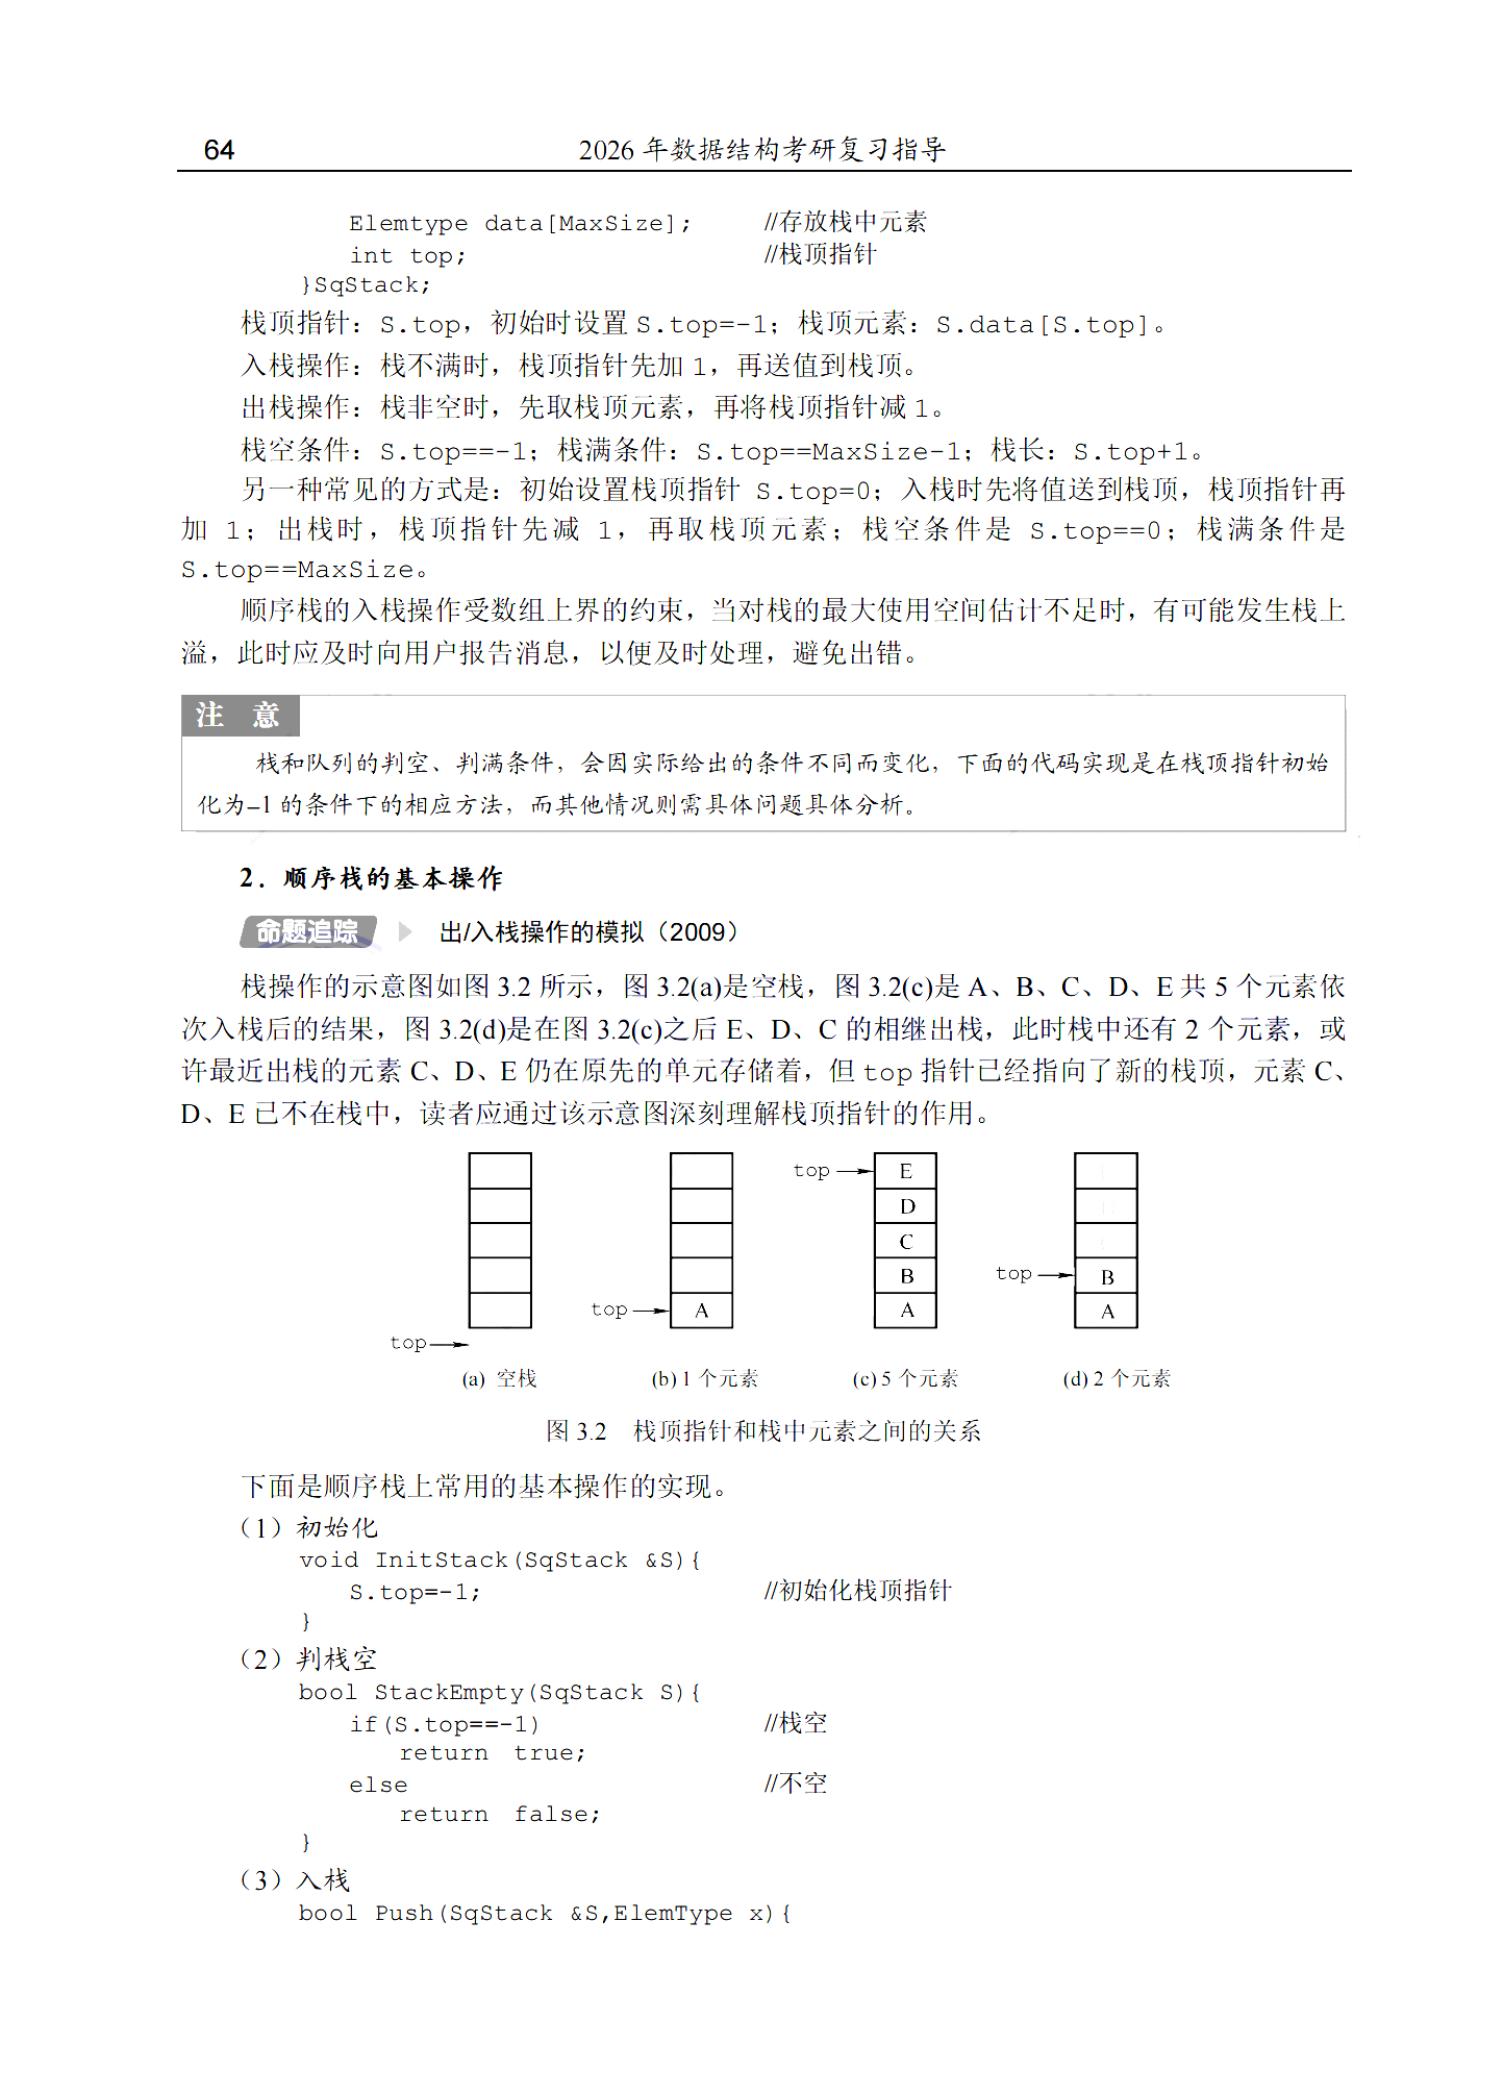 64 2026 年数据结构考研复习指导
Elemtype data[MaxSize]; //存放栈中元素
int top; //栈顶指针
}SqStack;
栈顶指针：S.top，初始时设置 S.top=-1；栈顶元素：S.data[S.top]。
入栈操作：栈不满时，栈顶指针先加 1，再送值到栈顶。
出栈操作：栈非空时，先取栈顶元素，再将栈顶指针减 1。
栈空条件：S.top==-1；栈满条件：S.top==MaxSize-1；栈长：S.top+1。
另一种常见的方式是：初始设置栈顶指针 S.top=0；入栈时先将值送到栈顶，栈顶指针再
加 1；出栈时，栈顶指针先减 1，再取栈顶元素；栈空条件是 S.top==0；栈满条件是
S.top==MaxSize。
顺序栈的入栈操作受数组上界的约束，当对栈的最大使用空间估计不足时，有可能发生栈上
溢，此时应及时向用户报告消息，以便及时处理，避免出错。
注 意
栈和队列的判空、判满条件，会因实际给出的条件不同而变化，下面的代码实现是在栈顶指针初始
化为–1 的条件下的相应方法，而其他情况则需具体问题具体分析。
2．顺序栈的基本操作
命题追踪 出/入栈操作的模拟（2009）
栈操作的示意图如图 3.2 所示，图 3.2(a)是空栈，图 3.2(c)是 A、B、C、D、E 共 5 个元素依
次入栈后的结果，图 3.2(d)是在图 3.2(c)之后 E、D、C 的相继出栈，此时栈中还有 2 个元素，或
许最近出栈的元素 C、D、E 仍在原先的单元存储着，但 top 指针已经指向了新的栈顶，元素 C、
D、E 已不在栈中，读者应通过该示意图深刻理解栈顶指针的作用。
top E
D
C
top B B
top A A A
top
(a) 空栈 (b) 1 个元素 (c) 5 个元素 (d) 2 个元素
图 3.2 栈顶指针和栈中元素之间的关系
下面是顺序栈上常用的基本操作的实现。
（1）初始化
void InitStack(SqStack &S){
S.top=-1; //初始化栈顶指针
}
（2）判栈空
bool StackEmpty(SqStack S){
if(S.top==-1) //栈空
return true;
else //不空
return false;
}
（3）入栈
bool Push(SqStack &S,ElemType x){